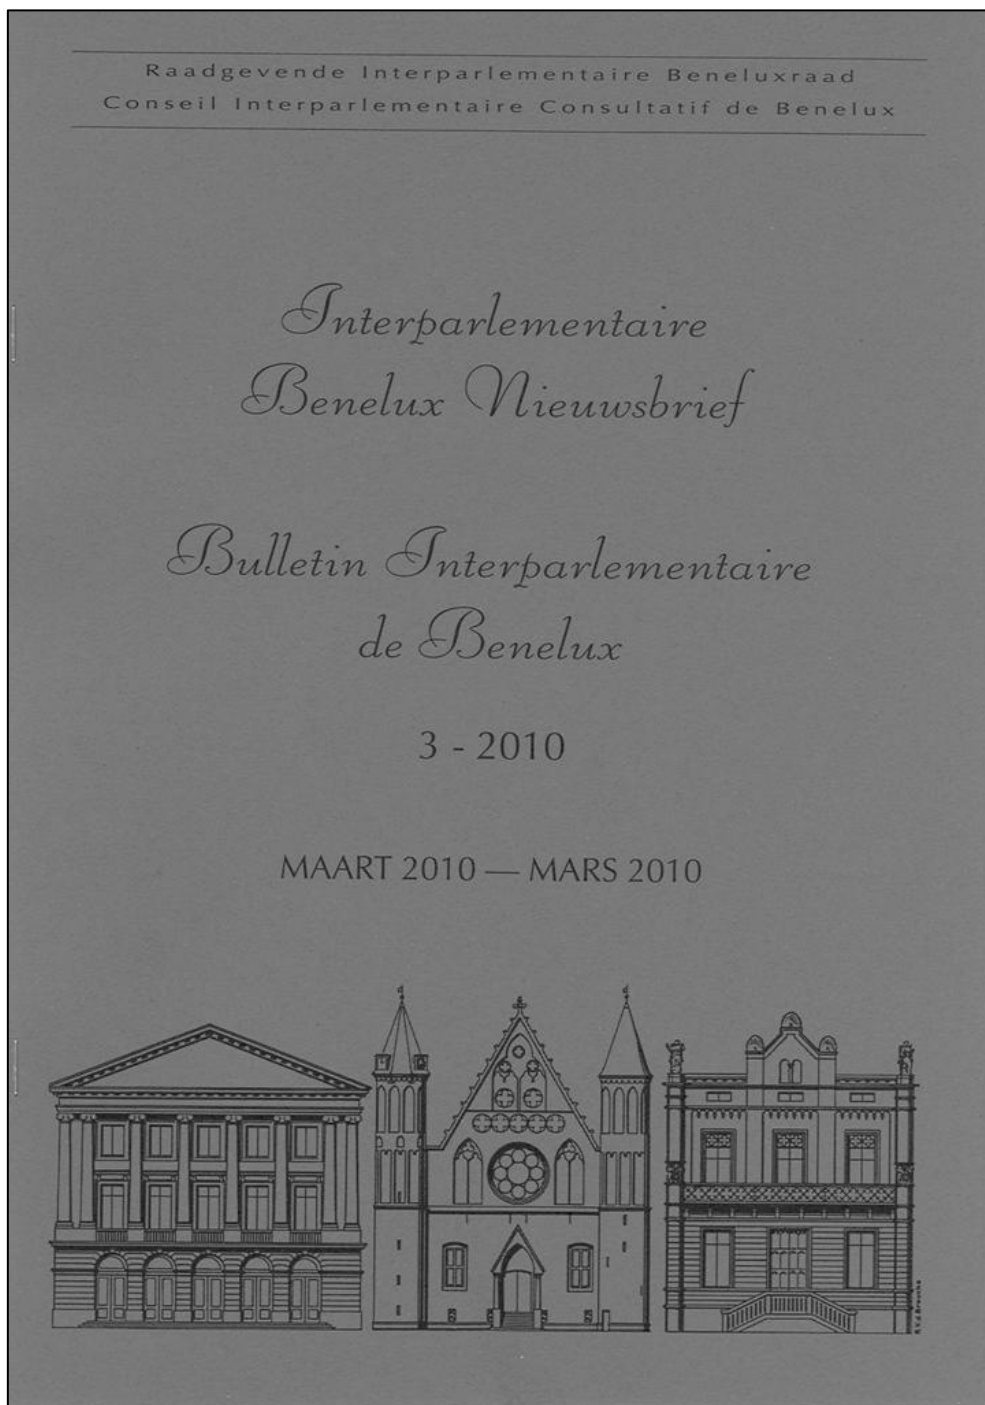 Raadgevende Interparlementaire Beneluxraad
Conseil Interparlementaire Consultatif de Benelux
Interparlementaire
Benelux Nieuwsbrief
Bulletin Interparlementaire
de Benelux
3 - 2010
MAART 2010 — MARS 2010